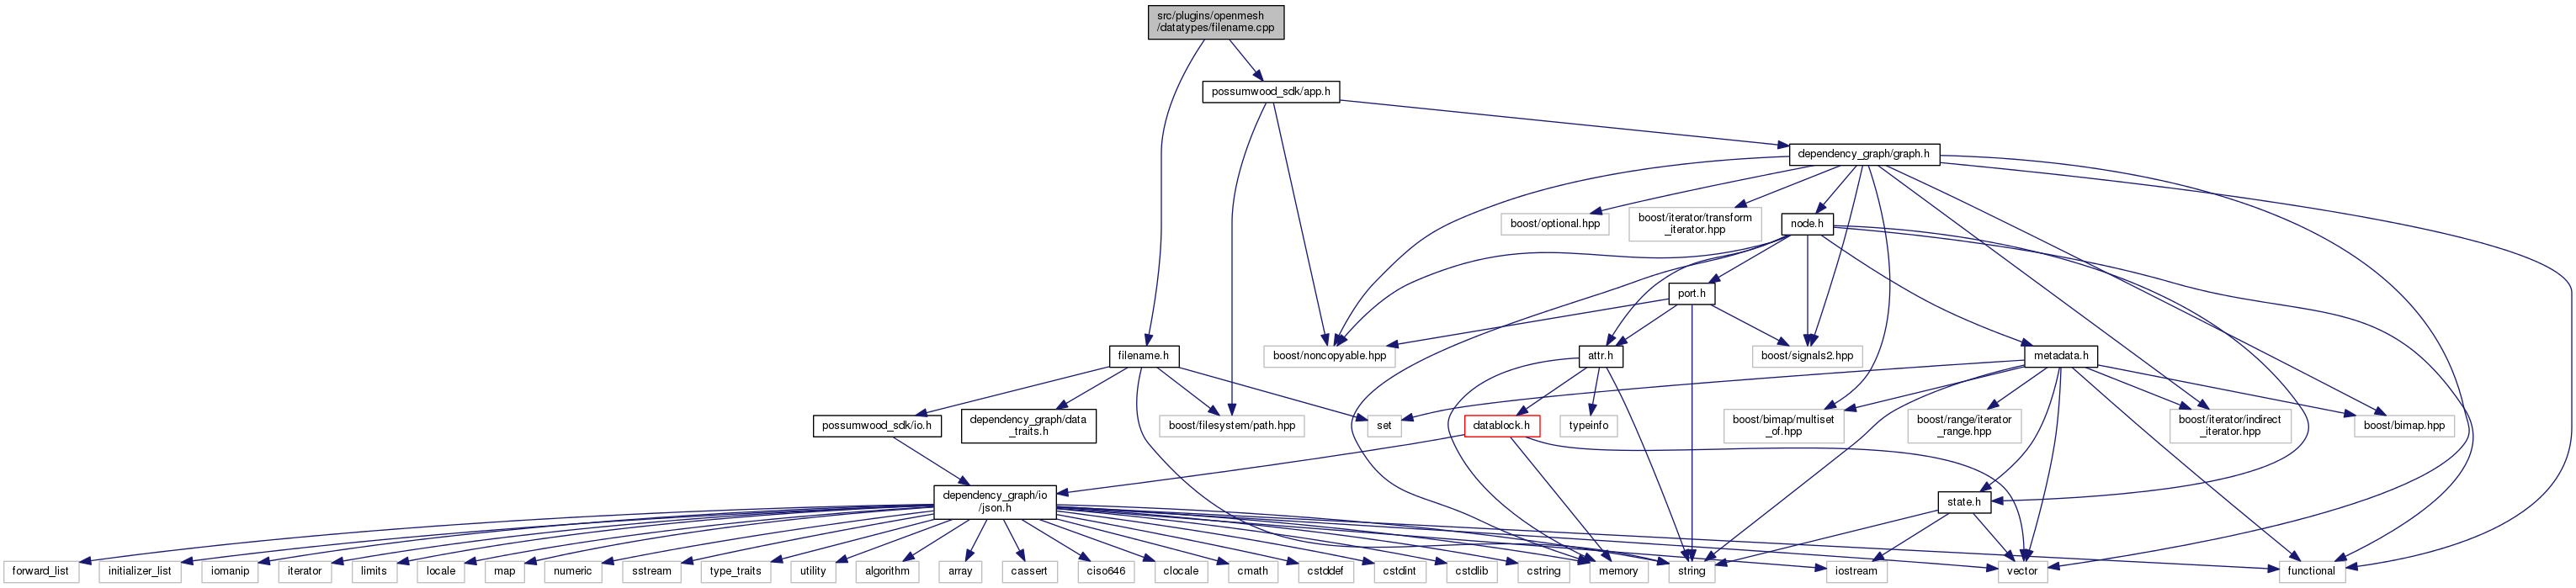 src/plugins/openmesh
/datatypes/filename.cpp
possumwood_sdk/app.h
dependency_graph/graph.h
boost/optional.hpp
boost/iterator/transform
_iterator.hpp
node.h
port.h
filename.h
boost/noncopyable.hpp
attr.h
boost/signals2.hpp
metadata.h
possumwood_sdk/io.h
dependency_graph/data
_traits.h
boost/filesystem/path.hpp
set
datablock.h
typeinfo
boost/bimap/multiset
_of.hpp
boost/range/iterator
_range.hpp
boost/iterator/indirect
_iterator.hpp
boost/bimap.hpp
dependency_graph/io
/json.h
state.h
forward_list
initializer_list
iomanip
iterator
limits
locale
map
numeric
sstream
type_traits
utility
algorithm
array
cassert
ciso646
clocale
cmath
cstddef
cstdint
cstdlib
cstring
memory
string
iostream
vector
functional